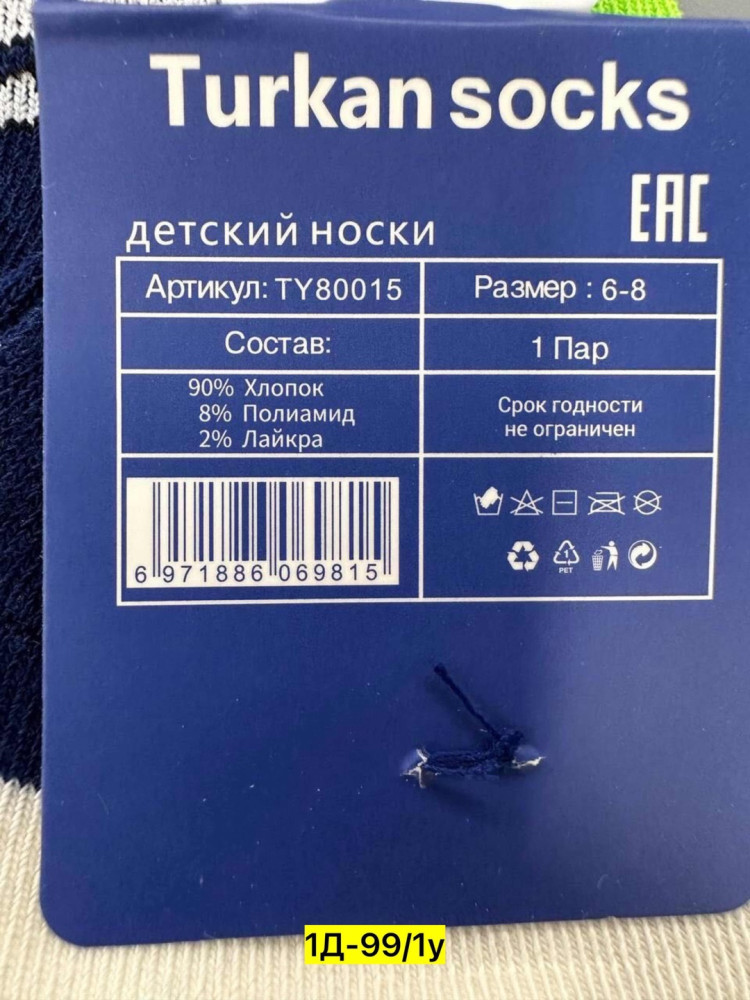 Turkan socks
EAC
детский носки
Артикул: TY80015
Размер : 6-8
Состав:
1 Пар
90% Хлопок
8% Полиамид
2% Лайкра
Срок годности
не ограничен
6 971886 069815
1
PET
1Д-99/1у